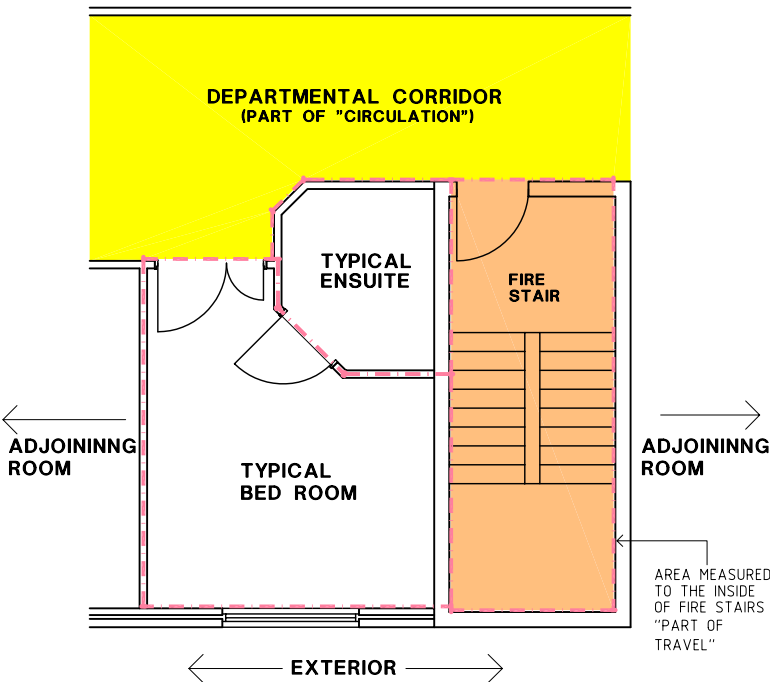 DEPARTMENTAL CORRIDOR
(PART OF "CIRCULATION")
TYPICAL
ENSUITE
FIRE
STAIR
ADJOININNG
ROOM
ADJOININNG
ROOM
TYPICAL
BED ROOM
AREA MEASURED
TO THE INSIDE
OF FIRE STAIRS
"PART OF
TRAVEL"
EXTERIOR